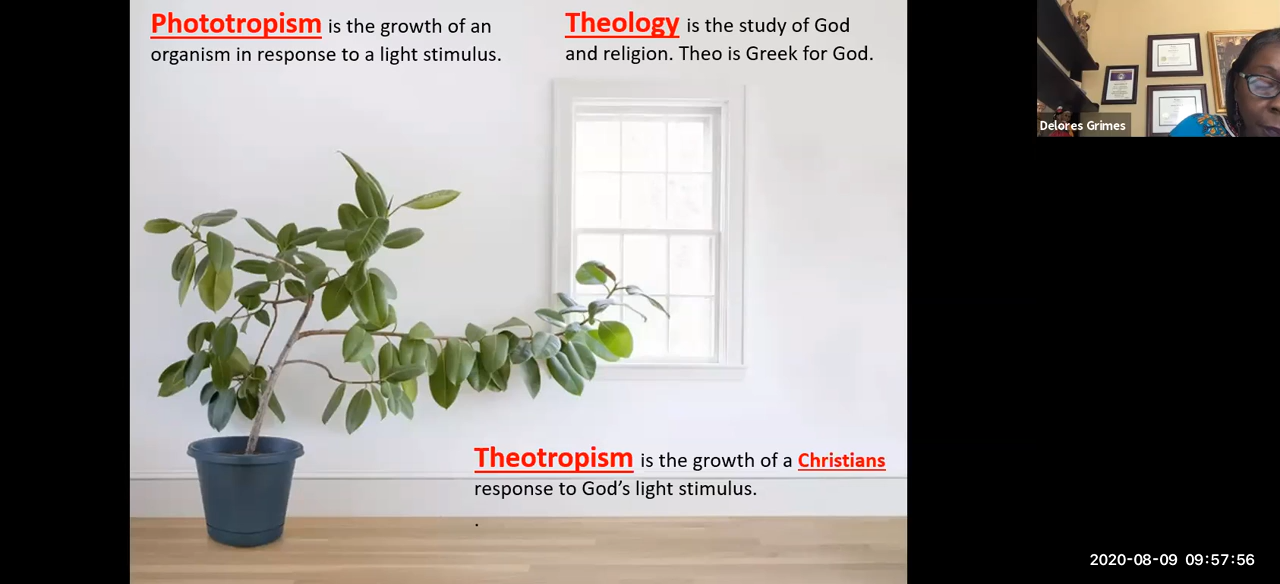 Phototropism is the growth of an
organism in response to a light stimulus.
Theology is the study of God
and religion. Theo is Greek for God.
Delores Grimes
Theotropism is the growth of a Christians
response to God’s light stimulus.
.
2020-08-09 09:57:56